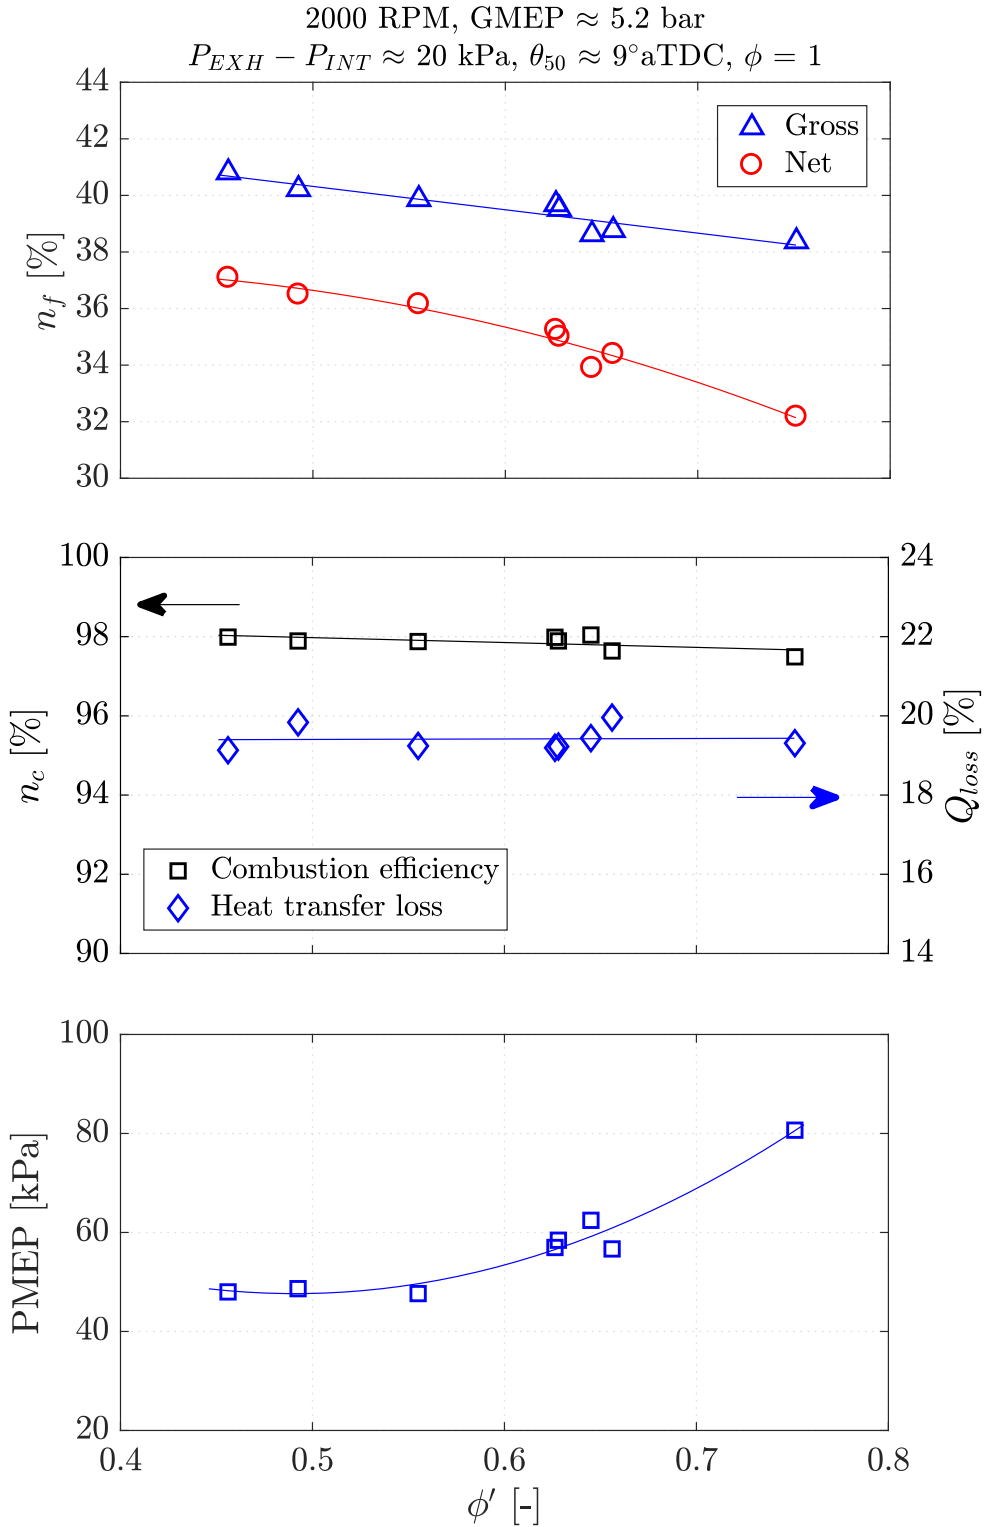 2000 RPM, GMEP ≈ 5.2 bar
P_EXH − P_INT ≈ 20 kPa, θ_50 ≈ 9°aTDC, ϕ = 1
44
42
40
38
36
34
32
30
n_f [%]
Gross
Net
100
98
96
94
92
90
n_c [%]
24
22
20
18
16
14
Q_loss [%]
Combustion efficiency
Heat transfer loss
100
80
60
40
20
PMEP [kPa]
0.4 0.5 0.6 0.7 0.8
ϕ′ [-]